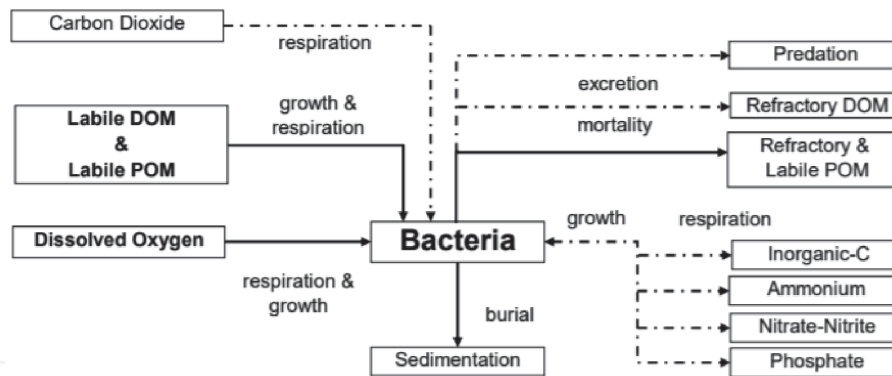 Carbon Dioxide
respiration
Predation
excretion
Labile DOM
&
Labile POM
growth &
respiration
Refractory DOM
mortality
Refractory &
Labile POM
Dissolved Oxygen
Bacteria
growth
respiration
respiration &
growth
Inorganic-C
Ammonium
burial
Nitrate-Nitrite
Sedimentation
Phosphate